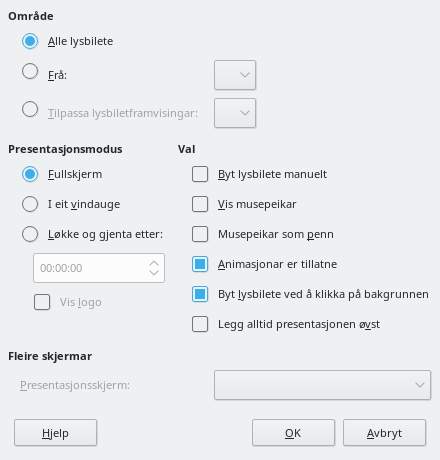 Område
Alle lysbilete
Frå:
Tilpassa lysbiletframvisingar:
Presentasjonsmodus
Val
Fullskjerm
Byt lysbilete manuelt
I eit vindauge
Vis musepeikar
Løkke og gjenta etter:
Musepeikar som penn
00:00:00
Animasjonar er tillatne
Vis logo
Byt lysbilete ved å klikka på bakgrunnen
Legg alltid presentasjonen øvst
Fleire skjermar
Presentasjonsskjerm:
Hjelp
OK
Avbryt